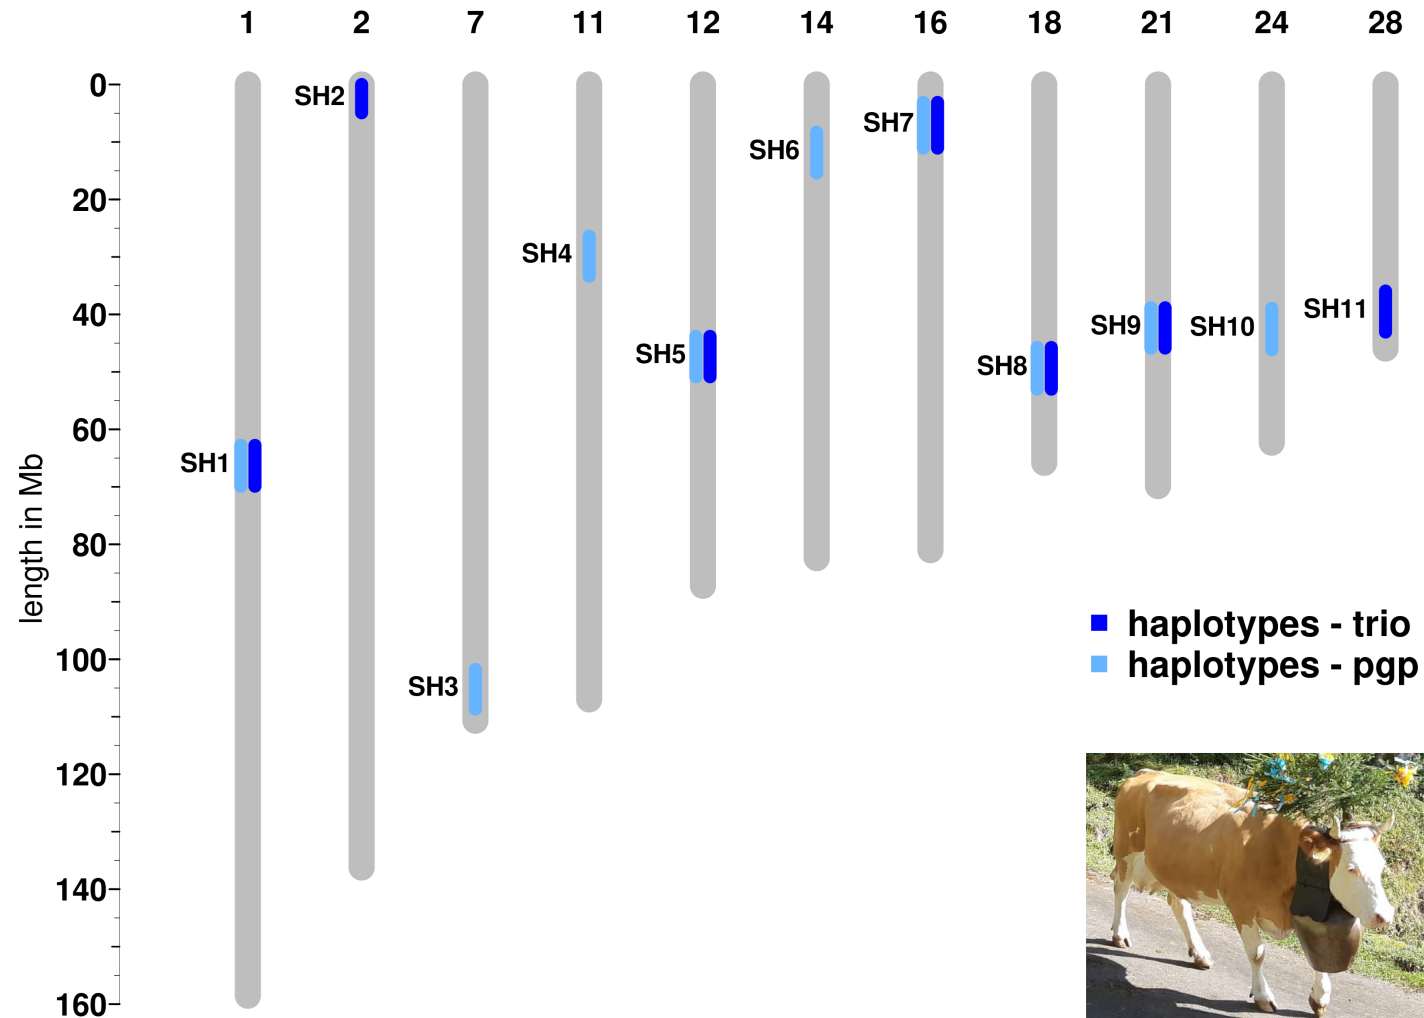 1 2 7 11 12 14 16 18 21 24 28
0
SH2
SH7
SH6
20
SH4
40
SH11
SH9
SH10
SH5
SH8
60
SH1
length in Mb
80
haplotypes - trio
haplotypes - pgp
100
SH3
120
140
160